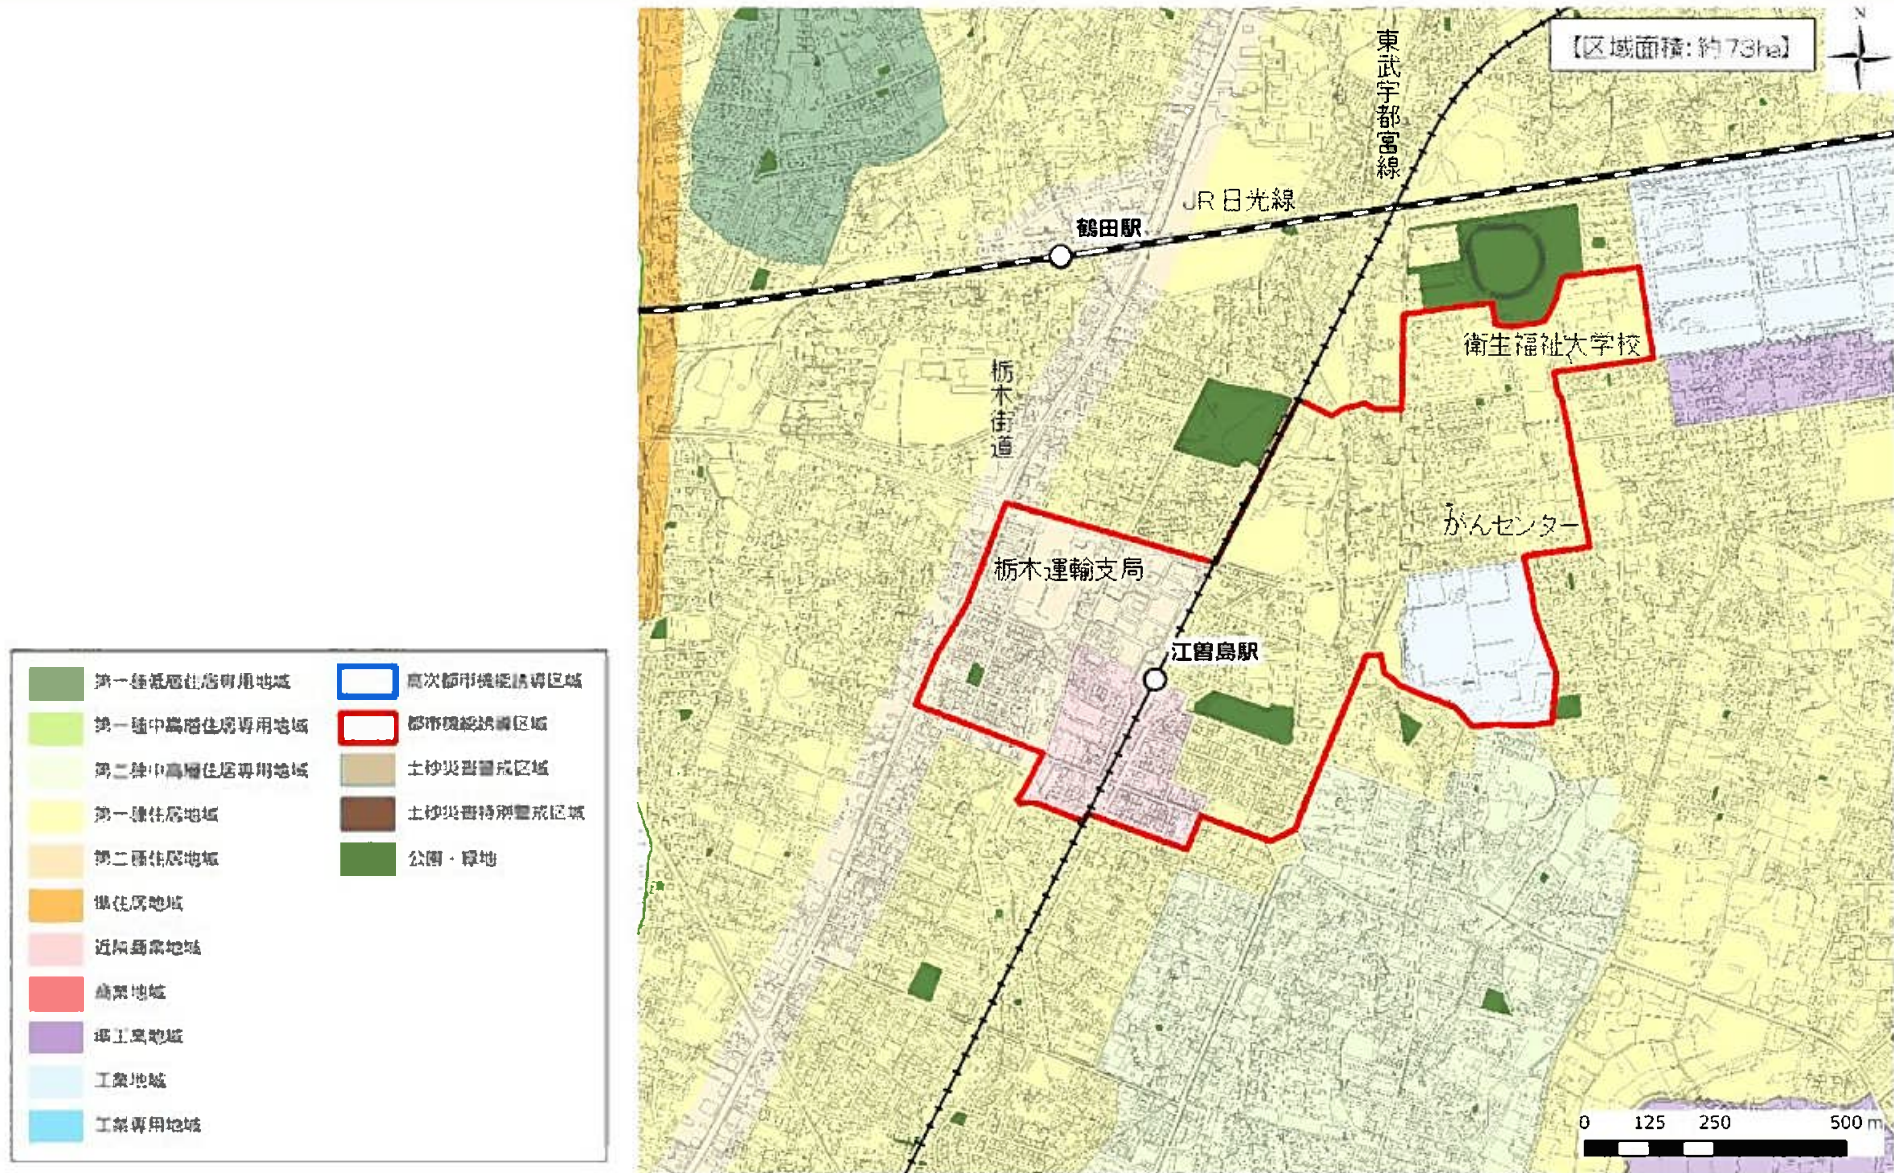 【区域面積:約73ha】
N
東武宇都宮線
JR日光線
鶴田駅
衛生福祉大学校
栃木街道
がんセンター
栃木運輸支局
江曽島駅
第一種低層住居専用地域
第一種中高層住居専用地域
第二種中高層住居専用地域
第一種住居地域
第二種住居地域
準住居地域
近隣商業地域
商業地域
準工業地域
工業地域
工業専用地域
高次都市機能誘導区域
都市機能誘導区域
土砂災害警戒区域
土砂災害特別警戒区域
公園・緑地
0 125 250 500 m